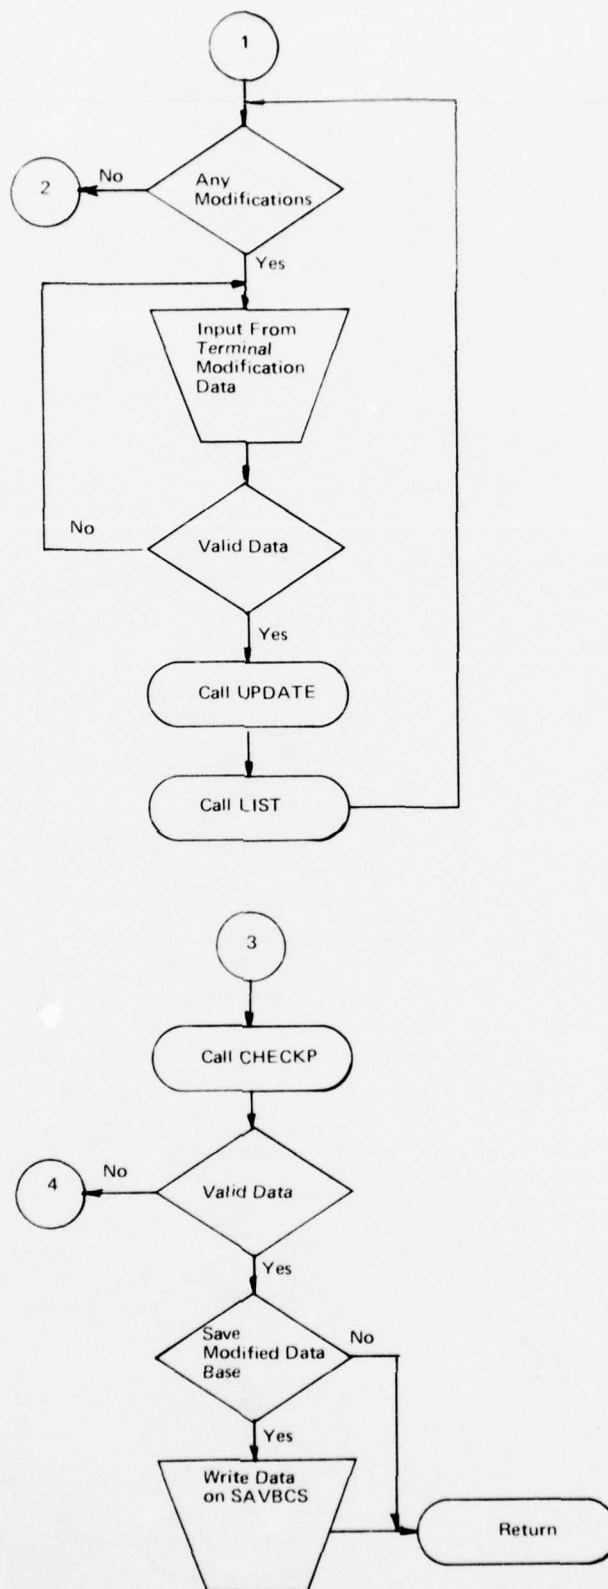 1
Any
Modifications
No
2
Yes
Input From
Terminal
Modification
Data
Valid Data
No
Yes
Call UPDATE
Call LIST
3
Call CHECKP
Valid Data
No
4
Yes
Save
Modified Data
Base
No
Yes
Write Data
on SAVBCS
Return